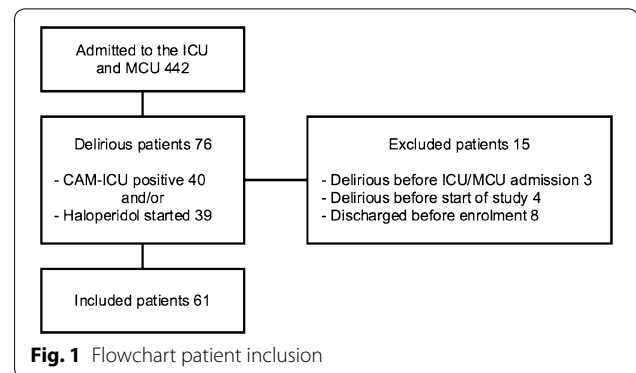 Admitted to the ICU
and MCU 442
Delirious patients 76
- CAM-ICU positive 40
and/or
- Haloperidol started 39
Excluded patients 15
- Delirious before ICU/MCU admission 3
- Delirious before start of study 4
- Discharged before enrolment 8
Included patients 61
Fig. 1 Flowchart patient inclusion